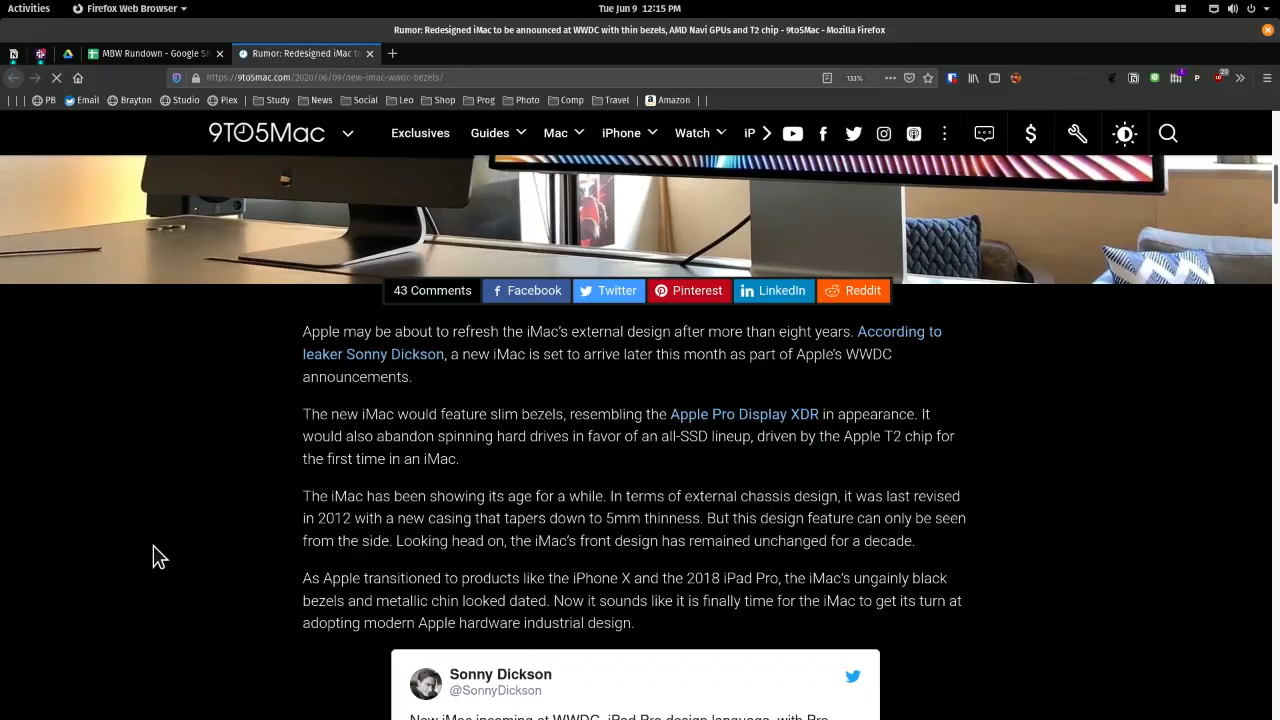 Activities
Firefox Web Browser
Tue Jun 9 12:15 PM
Rumor: Redesigned iMac to be announced at WWDC with thin bezels, AMD Navi GPUs and T2 chip - 9to5Mac - Mozilla Firefox
MBW Rundown - Google Sh
Rumor: Redesigned iMac to
https://9to5mac.com/2020/06/09/new-imac-wwdc-bezels/
133%
1
20
PB Email Brayton Studio Plex Study News Social Leo Shop Prog Photo Comp Travel Amazon
9TO5Mac
Exclusives Guides Mac iPhone Watch iP
43 Comments
Facebook
Twitter
Pinterest
LinkedIn
Reddit
Apple may be about to refresh the iMac’s external design after more than eight years. According to
leaker Sonny Dickson, a new iMac is set to arrive later this month as part of Apple’s WWDC
announcements.
The new iMac would feature slim bezels, resembling the Apple Pro Display XDR in appearance. It
would also abandon spinning hard drives in favor of an all-SSD lineup, driven by the Apple T2 chip for
the first time in an iMac.
The iMac has been showing its age for a while. In terms of external chassis design, it was last revised
in 2012 with a new casing that tapers down to 5mm thinness. But this design feature can only be seen
from the side. Looking head on, the iMac’s front design has remained unchanged for a decade.
As Apple transitioned to products like the iPhone X and the 2018 iPad Pro, the iMac’s ungainly black
bezels and metallic chin looked dated. Now it sounds like it is finally time for the iMac to get its turn at
adopting modern Apple hardware industrial design.
Sonny Dickson
@SonnyDickson
New iMac incoming at WWDC. iPad Pro design language, with Pro